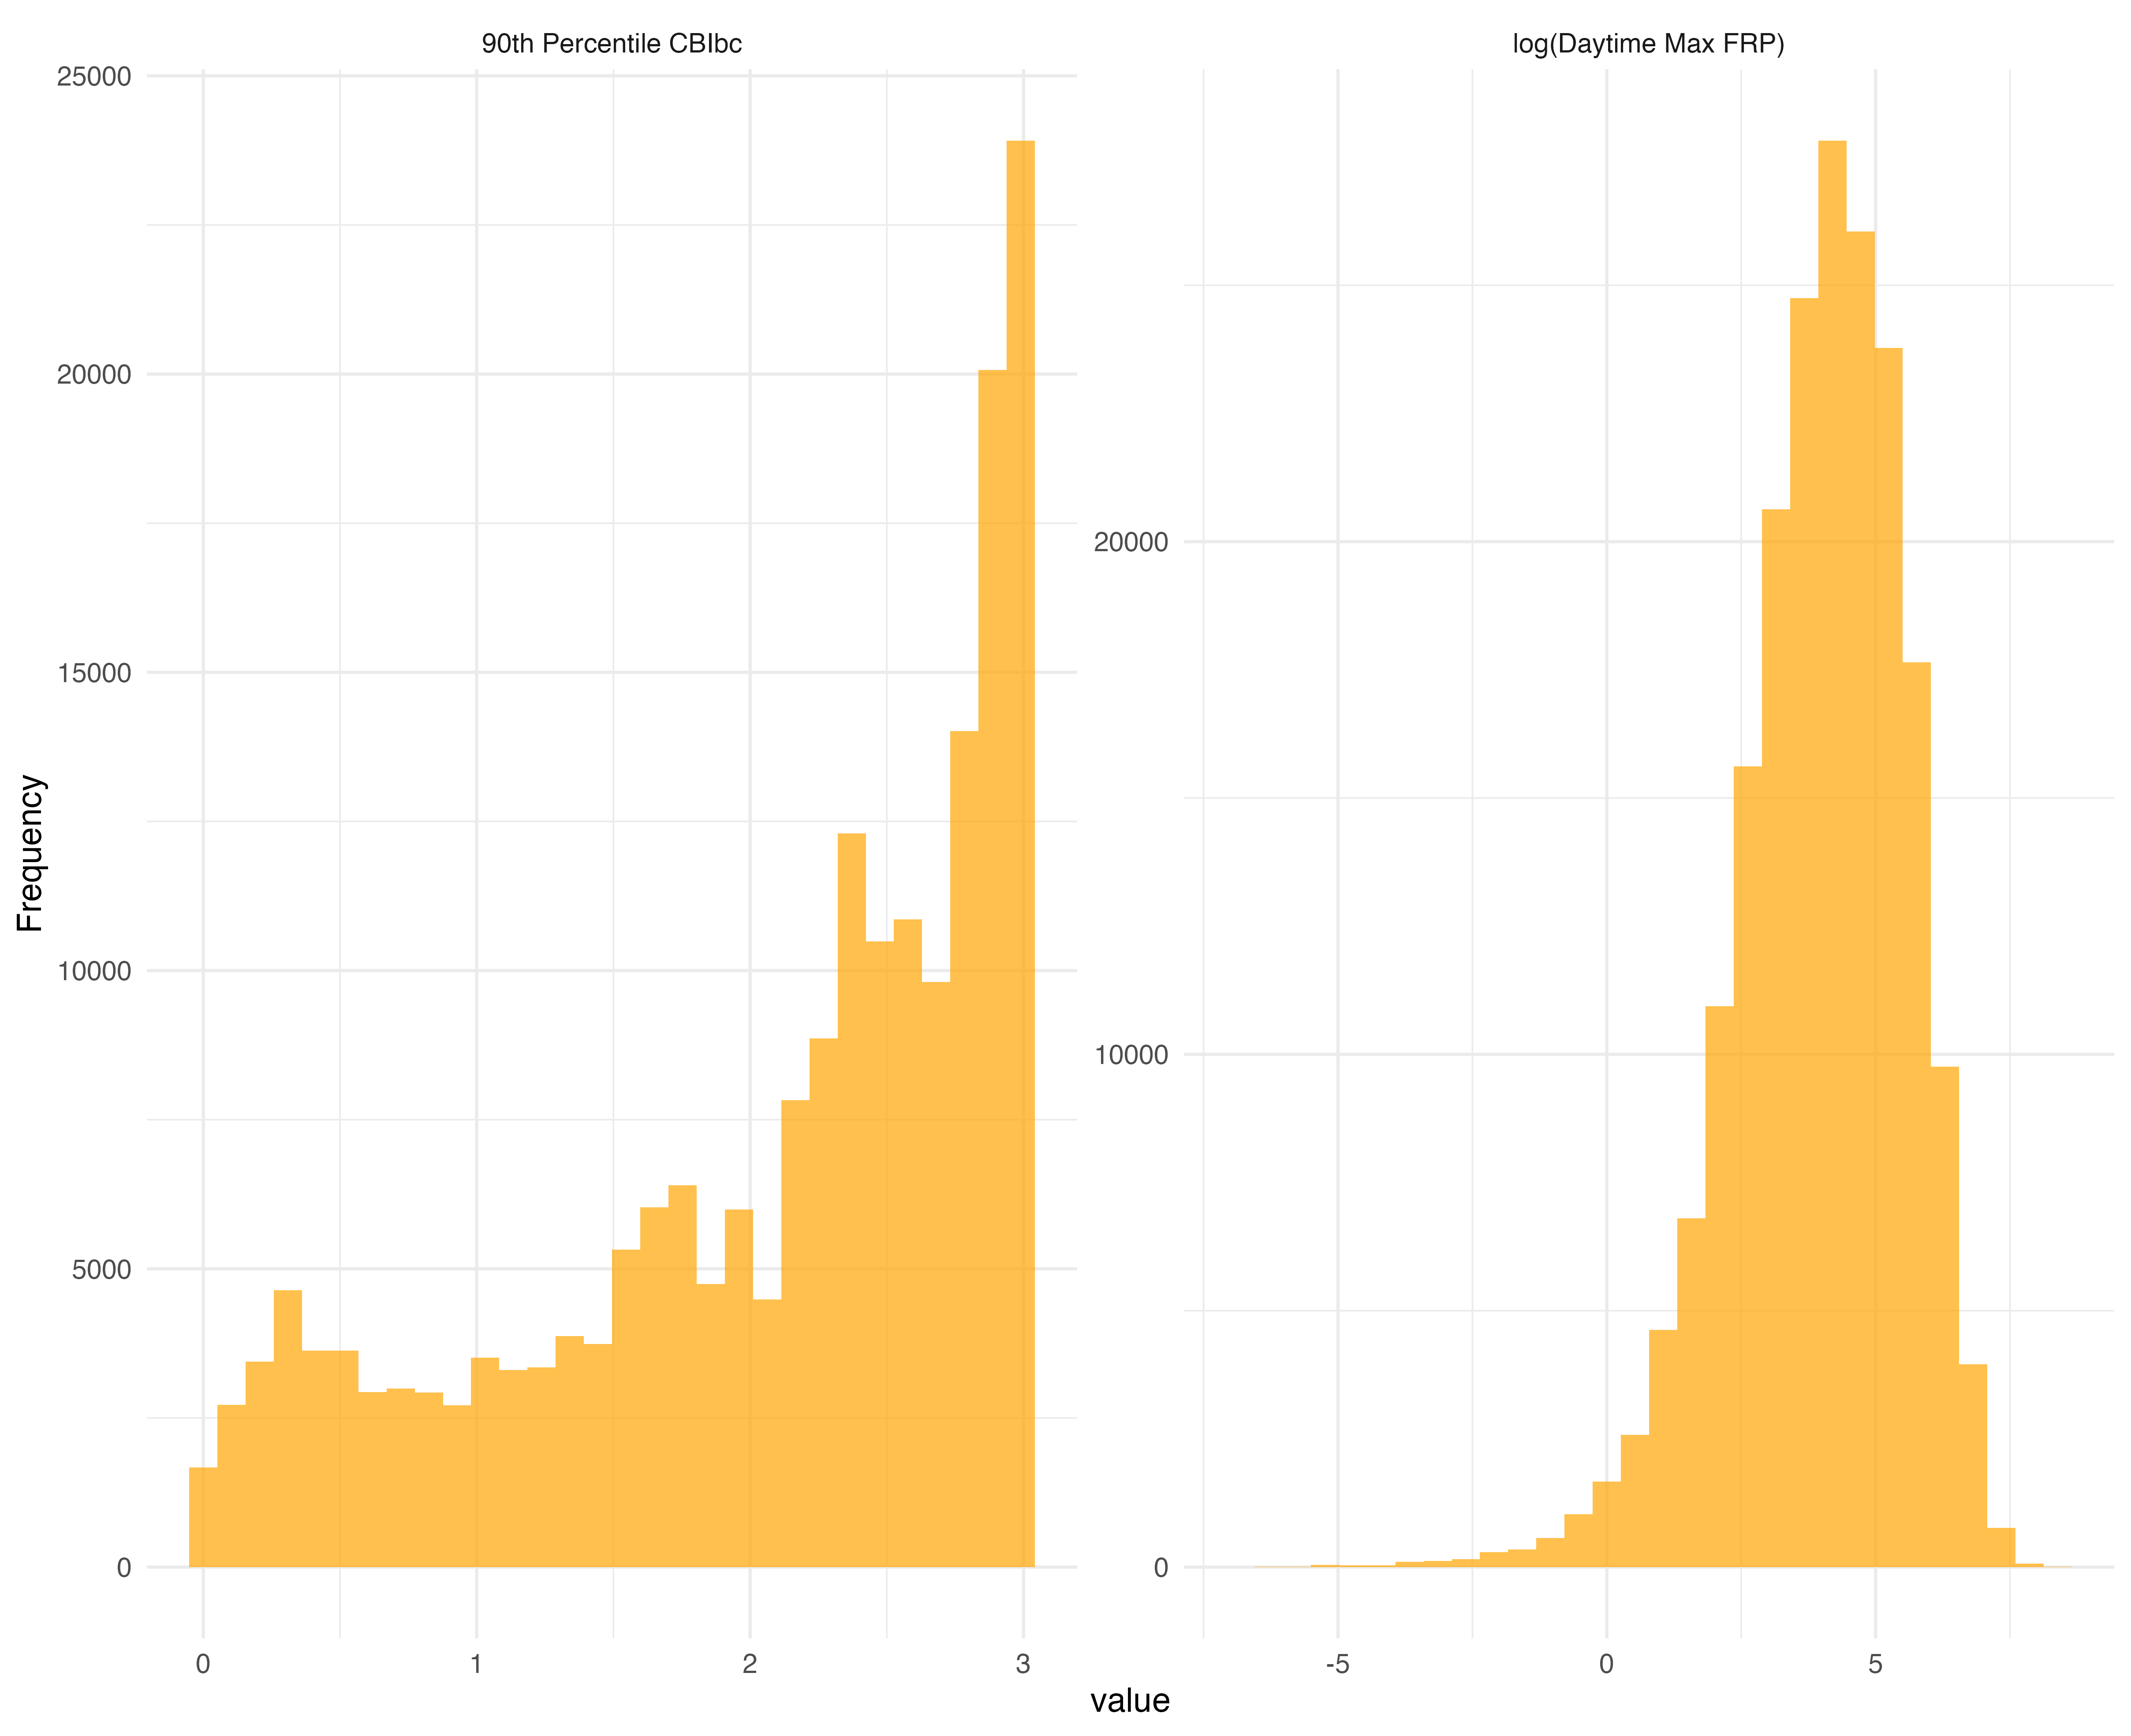 90th Percentile CBIbc
log(Daytime Max FRP)
Frequency
25000
20000
15000
10000
5000
0
20000
10000
0
0 1 2 3
-5 0 5
value